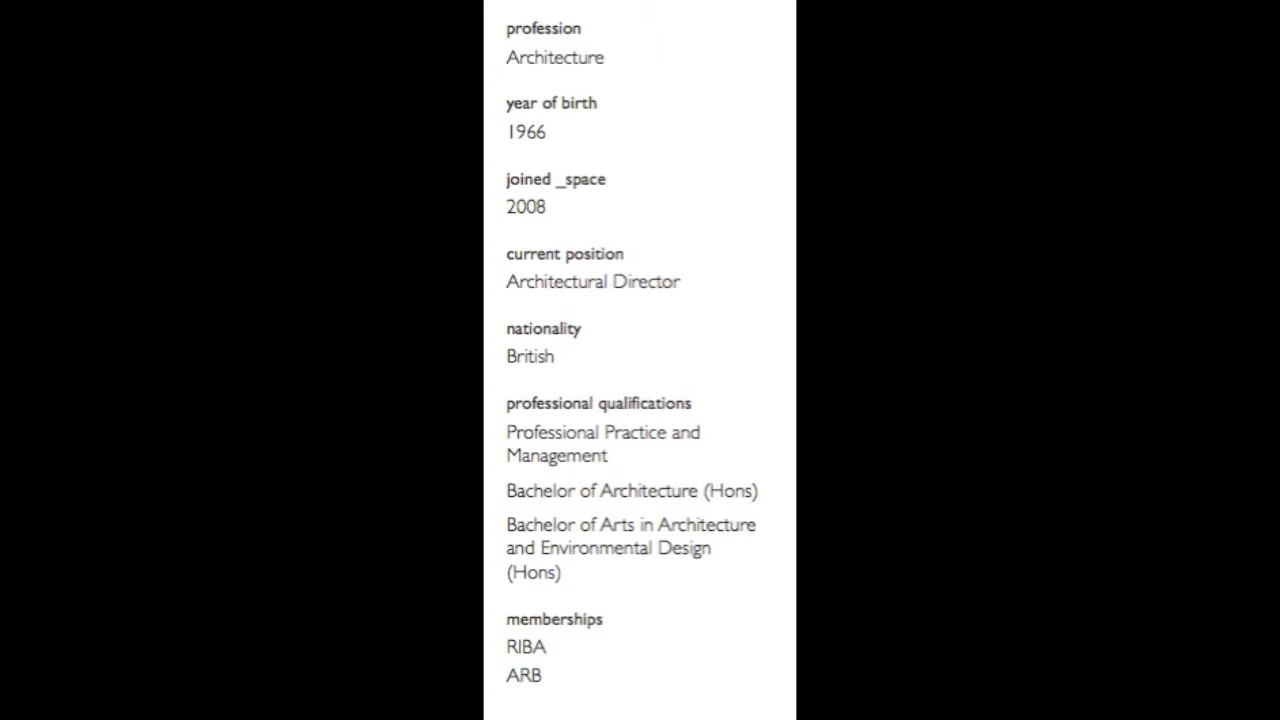 profession
Architecture
year of birth
1966
joined _space
2008
current position
Architectural Director
nationality
British
professional qualifications
Professional Practice and
Management
Bachelor of Architecture (Hons)
Bachelor of Arts in Architecture
and Environmental Design
(Hons)
memberships
RIBA
ARB